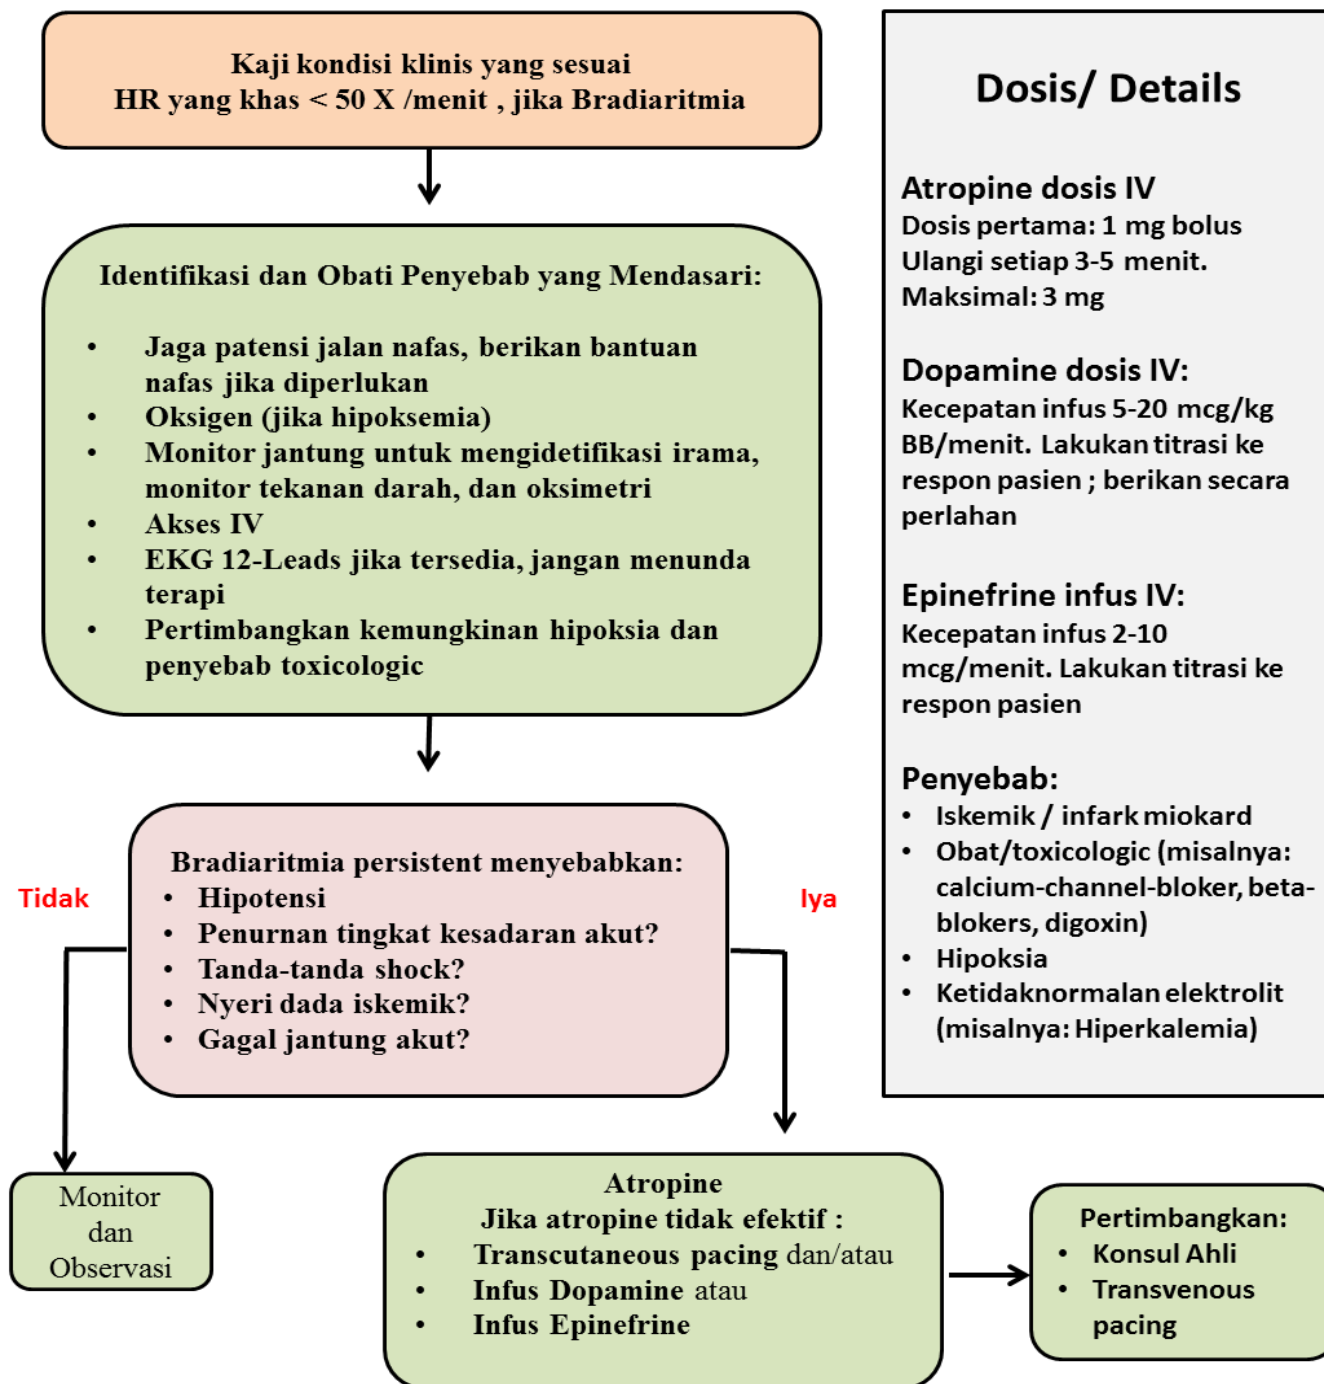 Kaji kondisi klinis yang sesuai
HR yang khas < 50 X /menit , jika Bradiaritmia
Identifikasi dan Obati Penyebab yang Mendasari:
• Jaga patensi jalan nafas, berikan bantuan
nafas jika diperlukan
• Oksigen (jika hipoksemia)
• Monitor jantung untuk mengidetifikasi irama,
monitor tekanan darah, dan oksimetri
• Akses IV
• EKG 12-Leads jika tersedia, jangan menunda
terapi
• Pertimbangkan kemungkinan hipoksia dan
penyebab toxicologic
Bradiaritmia persistent menyebabkan:
• Hipotensi
• Penurnan tingkat kesadaran akut?
• Tanda-tanda shock?
• Nyeri dada iskemik?
• Gagal jantung akut?
Tidak
Iya
Monitor
dan
Observasi
Atropine
Jika atropine tidak efektif :
• Transcutaneous pacing dan/atau
• Infus Dopamine atau
• Infus Epinefrine
Pertimbangkan:
• Konsul Ahli
• Transvenous
pacing
Dosis/ Details
Atropine dosis IV
Dosis pertama: 1 mg bolus
Ulangi setiap 3-5 menit.
Maksimal: 3 mg
Dopamine dosis IV:
Kecepatan infus 5-20 mcg/kg
BB/menit. Lakukan titrasi ke
respon pasien ; berikan secara
perlahan
Epinefrine infus IV:
Kecepatan infus 2-10
mcg/menit. Lakukan titrasi ke
respon pasien
Penyebab:
• Iskemik / infark miokard
• Obat/toxicologic (misalnya:
calcium-channel-bloker, beta-
blokers, digoxin)
• Hipoksia
• Ketidaknormalan elektrolit
(misalnya: Hiperkalemia)